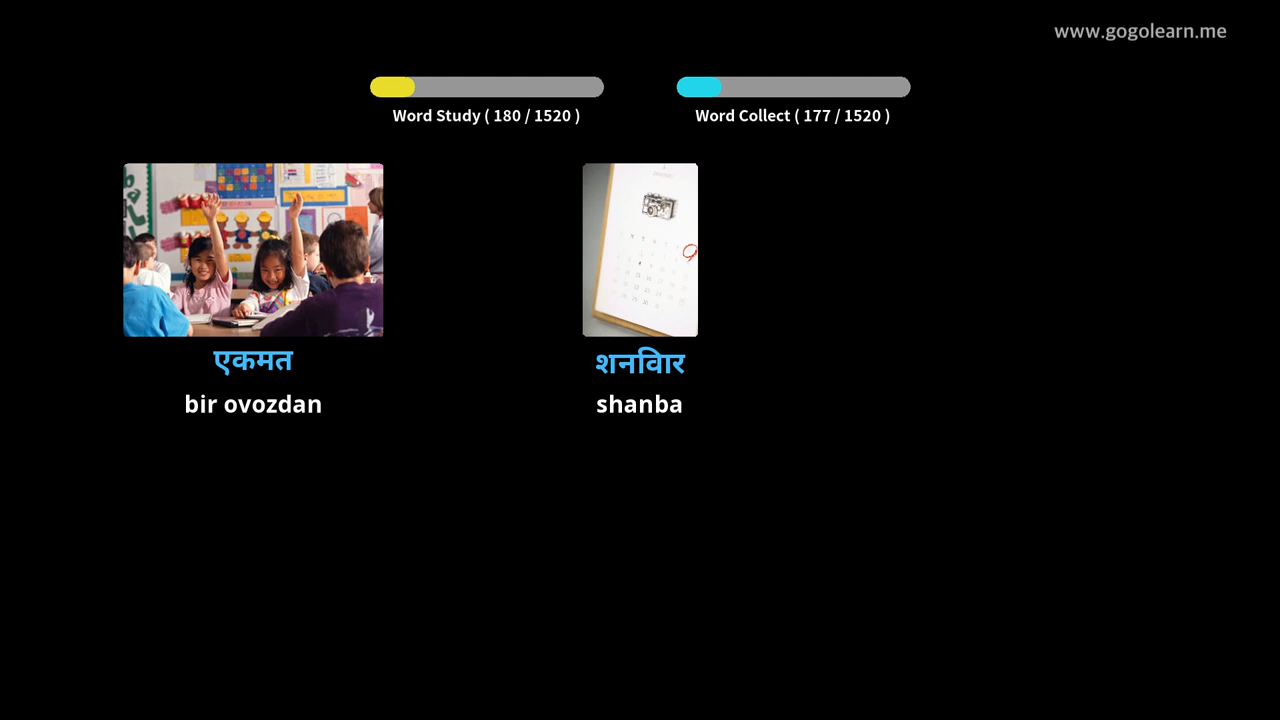 www.gogolearn.me
Word Study ( 180 / 1520 )
Word Collect ( 177 / 1520 )
एकमत
शनिवार
bir ovozdan
shanba